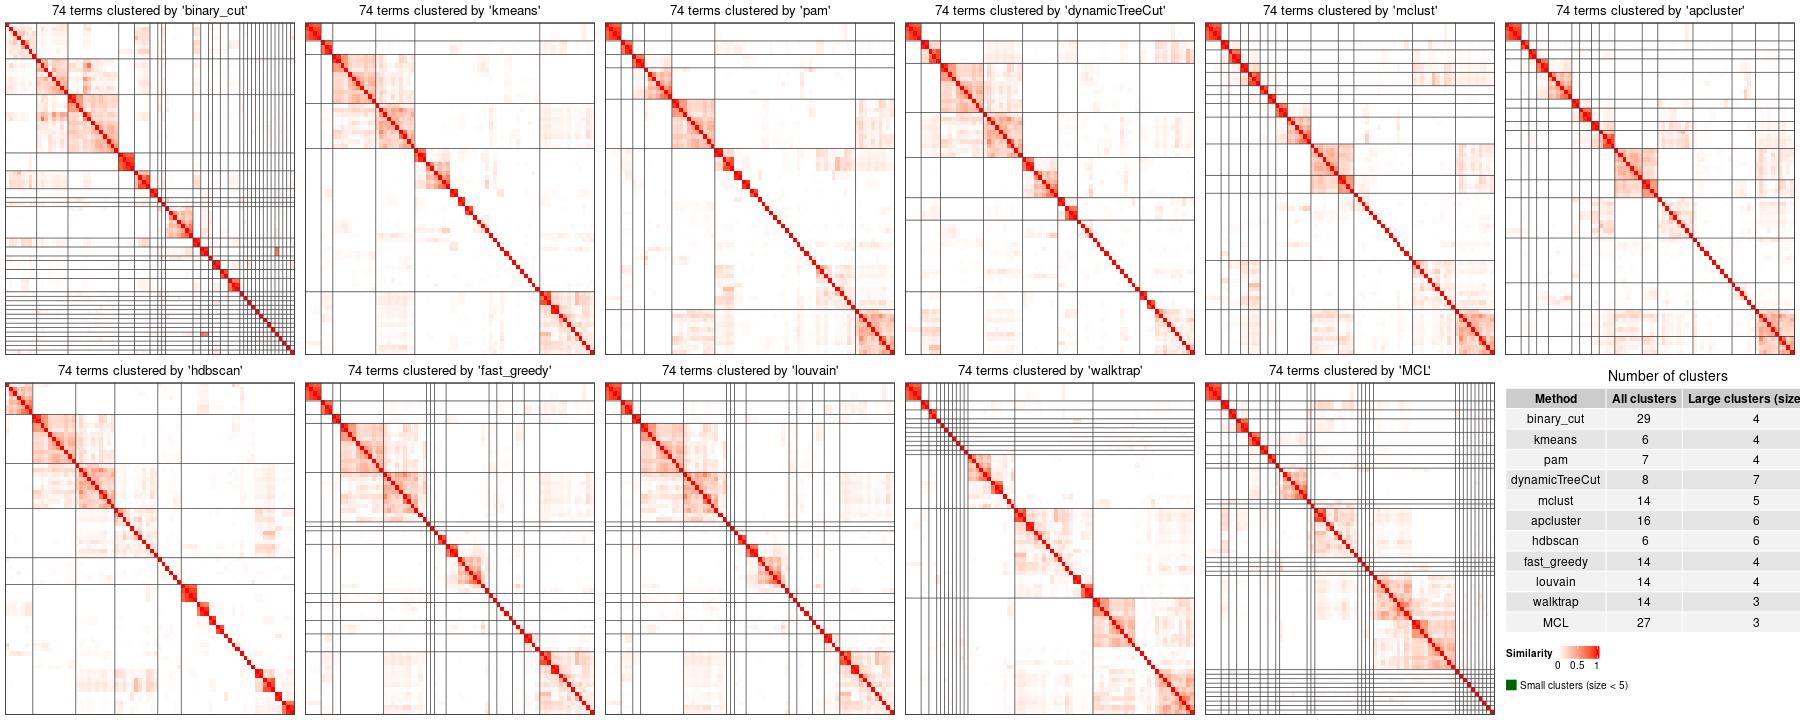 74 terms clustered by 'binary_cut'
74 terms clustered by 'kmeans'
74 terms clustered by 'pam'
74 terms clustered by 'dynamicTreeCut'
74 terms clustered by 'mclust'
74 terms clustered by 'apcluster'
74 terms clustered by 'hdbscan'
74 terms clustered by 'fast_greedy'
74 terms clustered by 'louvain'
74 terms clustered by 'walktrap'
74 terms clustered by 'MCL'
Number of clusters
Method All clusters Large clusters (size
binary_cut 29 4
kmeans 6 4
pam 7 4
dynamicTreeCut 8 7
mclust 14 5
apcluster 16 6
hdbscan 6 6
fast_greedy 14 4
louvain 14 4
walktrap 14 3
MCL 27 3
Similarity
0 0.5 1
Small clusters (size < 5)